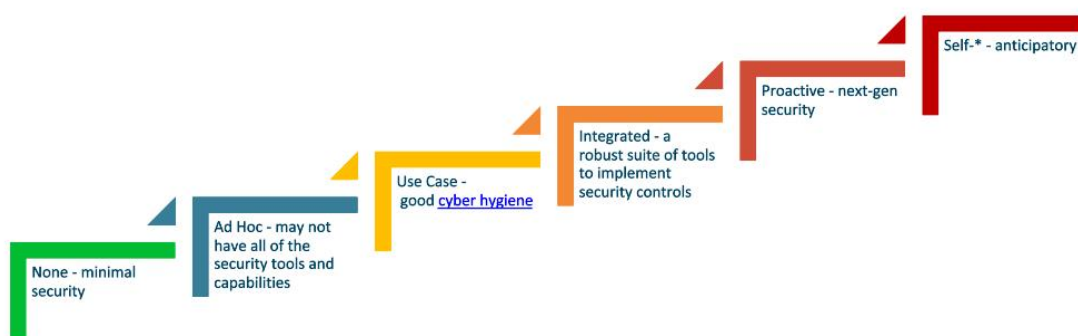 None - minimal
security
Ad Hoc - may not
have all of the
security tools and
capabilities
Use Case -
good cyber hygiene
Integrated - a
robust suite of tools
to implement
security controls
Proactive - next-gen
security
Self-* - anticipatory